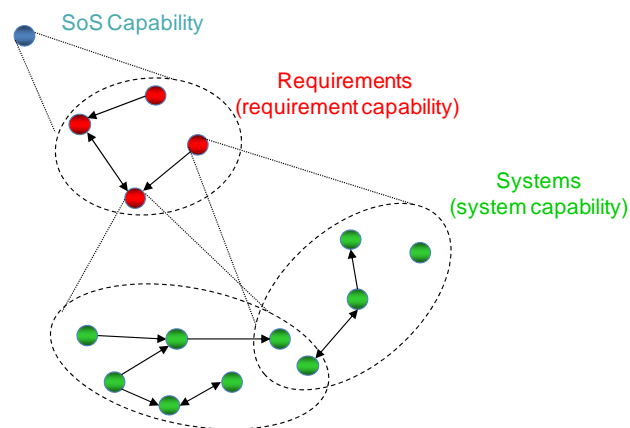 SoS Capability
Requirements
(requirement capability)
Systems
(system capability)